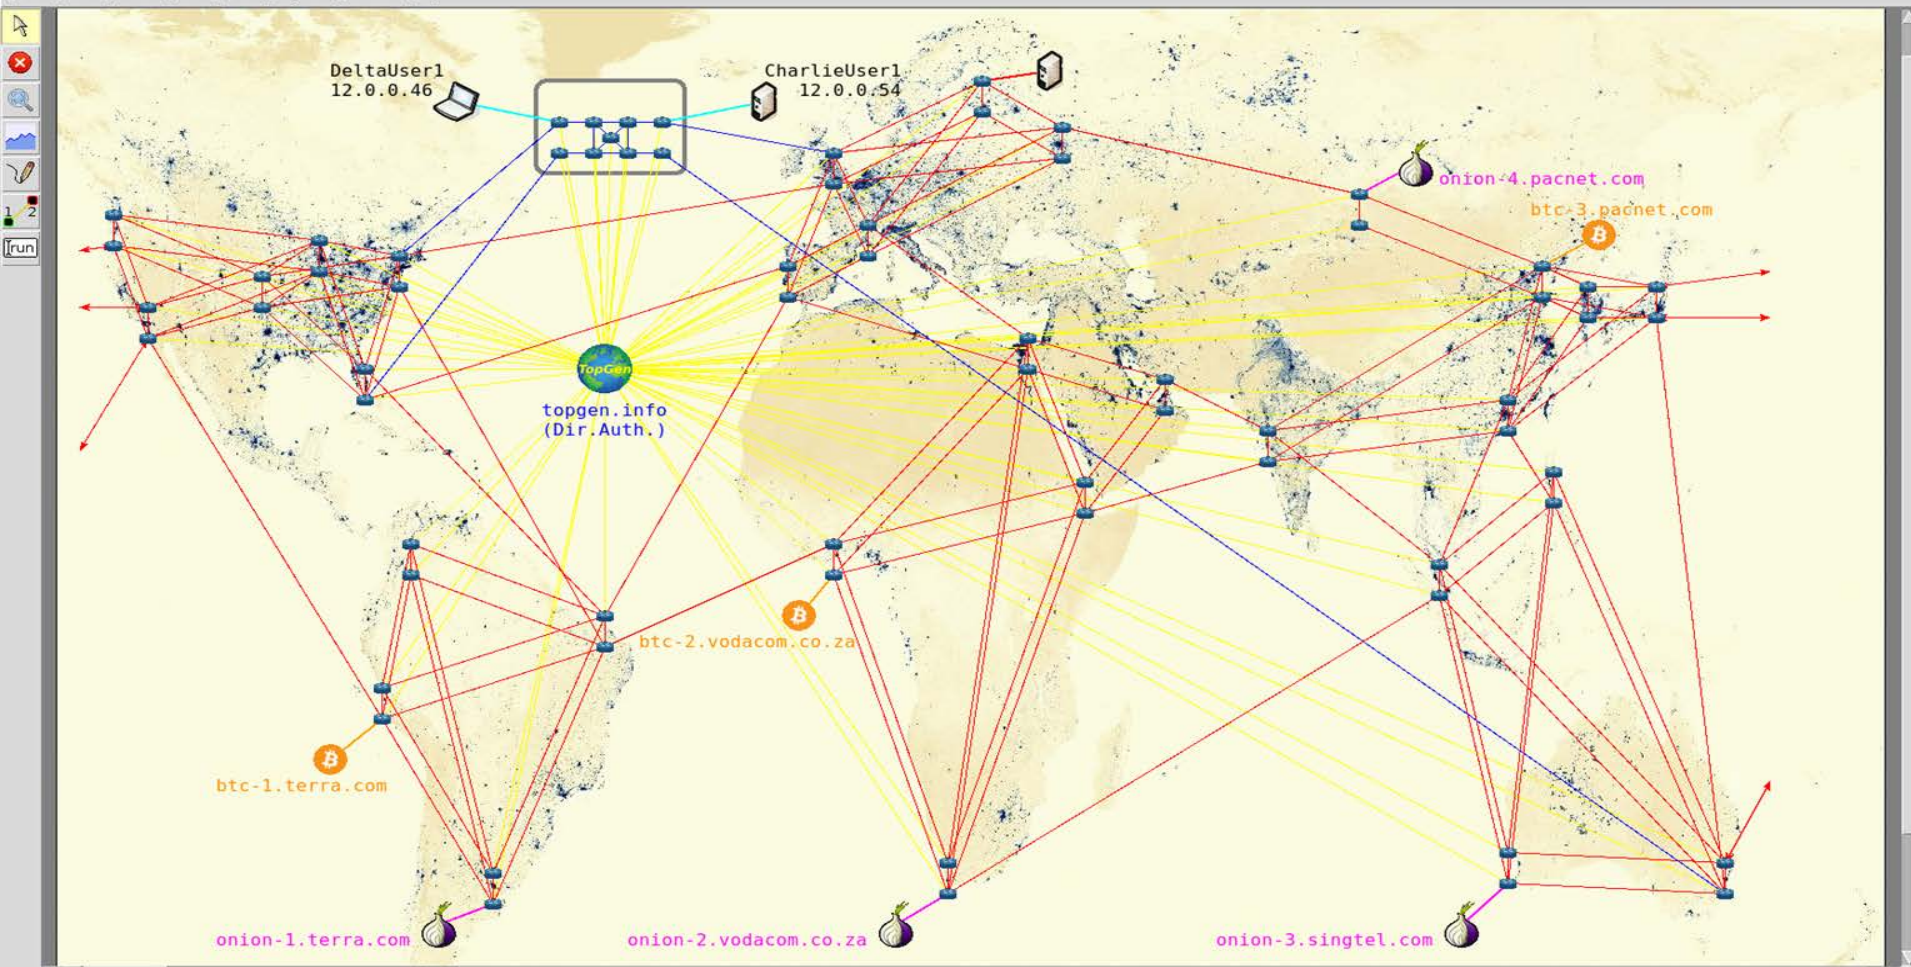 DeltaUser1
12.0.0.46
CharlieUser1
12.0.0.54
onion-4.pacnet.com
btc-3.pacnet.com
1 2
run
TopGen
topgen.info
(Dir.Auth.)
btc-2.vodacom.co.za
btc-1.terra.com
onion-1.terra.com
onion-2.vodacom.co.za
onion-3.singtel.com